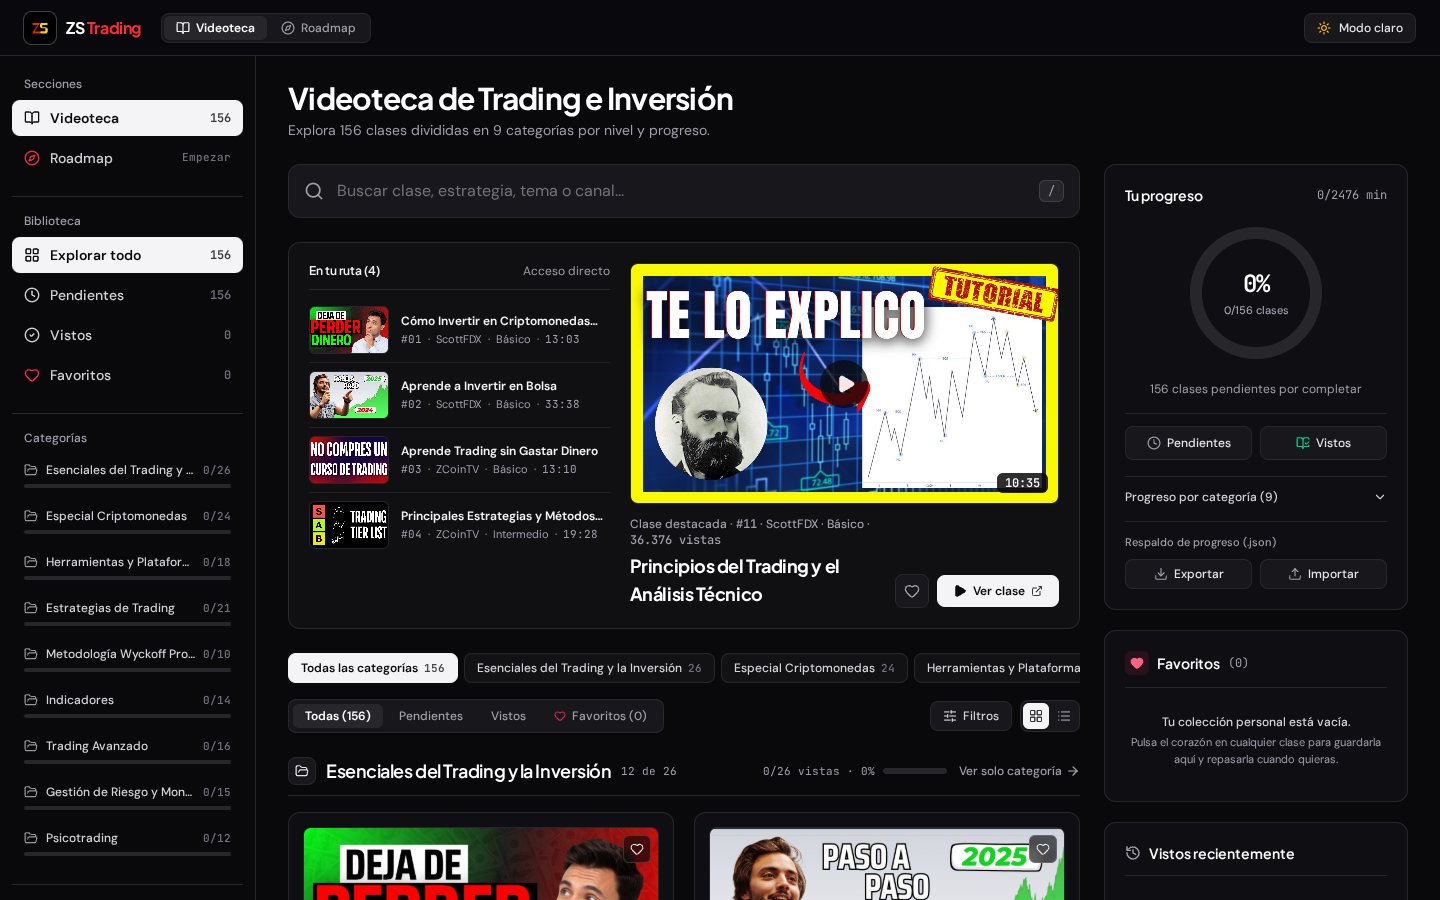 ZS
ZS Trading
Videoteca
Roadmap
Modo claro
Secciones
Videoteca 156
Roadmap Empezar
Biblioteca
Explorar todo 156
Pendientes 156
Vistos 0
Favoritos 0
Categorías
Esenciales del Trading y ... 0/26
Especial Criptomonedas 0/24
Herramientas y Platafor... 0/18
Estrategias de Trading 0/21
Metodología Wyckoff Pro... 0/10
Indicadores 0/14
Trading Avanzado 0/16
Gestión de Riesgo y Mon... 0/15
Psicotrading 0/12
Videoteca de Trading e Inversión
Explora 156 clases divididas en 9 categorías por nivel y progreso.
Buscar clase, estrategia, tema o canal... /
En tu ruta (4) Acceso directo
DEJA DE
PERDER
DINERO
Cómo Invertir en Criptomonedas...
#01 · ScottFDX · Básico · 13:03
2025
2024
Aprende a Invertir en Bolsa
#02 · ScottFDX · Básico · 33:38
NO COMPRES UN
CURSO DE TRADING
Aprende Trading sin Gastar Dinero
#03 · ZCoinTV · Básico · 13:10
S
A
B
TRADING
TIER LIST
Principales Estrategias y Métodos...
#04 · ZCoinTV · Intermedio · 19:28
TUTORIAL
TE LO EXPLICO
72
72.48
10:35
Clase destacada · #11 · ScottFDX · Básico ·
36.376 vistas
Principios del Trading y el
Análisis Técnico
Ver clase
Todas las categorías 156
Esenciales del Trading y la Inversión 26
Especial Criptomonedas 24
Herramientas y Plataforma
Todas (156)
Pendientes
Vistos
Favoritos (0)
Filtros
Esenciales del Trading y la Inversión 12 de 26
0/26 vistas · 0%
Ver solo categoría
DEJA DE
PERDER
PASO A
PASO
2025
Tu progreso 0/2476 min
0%
0/156 clases
156 clases pendientes por completar
Pendientes
Vistos
Progreso por categoría (9)
Respaldo de progreso (.json)
Exportar
Importar
Favoritos (0)
Tu colección personal está vacía.
Pulsa el corazón en cualquier clase para guardarla
aquí y repasarla cuando quieras.
Vistos recientemente